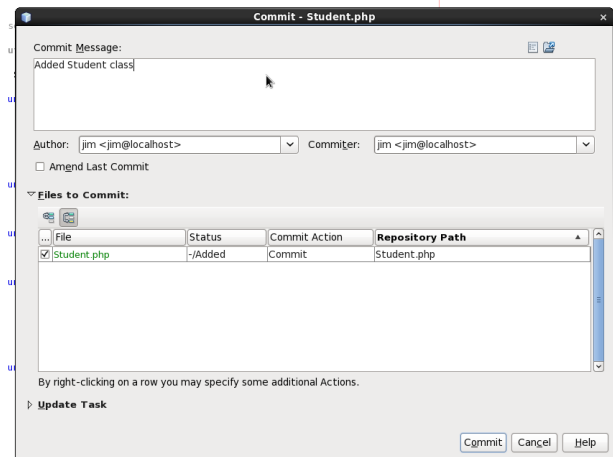 Commit - Student.php
Commit Message:
Added Student class
Author: jim <jim@localhost> Commiter: jim <jim@localhost>
Amend Last Commit
Files to Commit:
... File Status Commit Action Repository Path
Student.php -/Added Commit Student.php
By right-clicking on a row you may specify some additional Actions.
Update Task
Commit Cancel Help